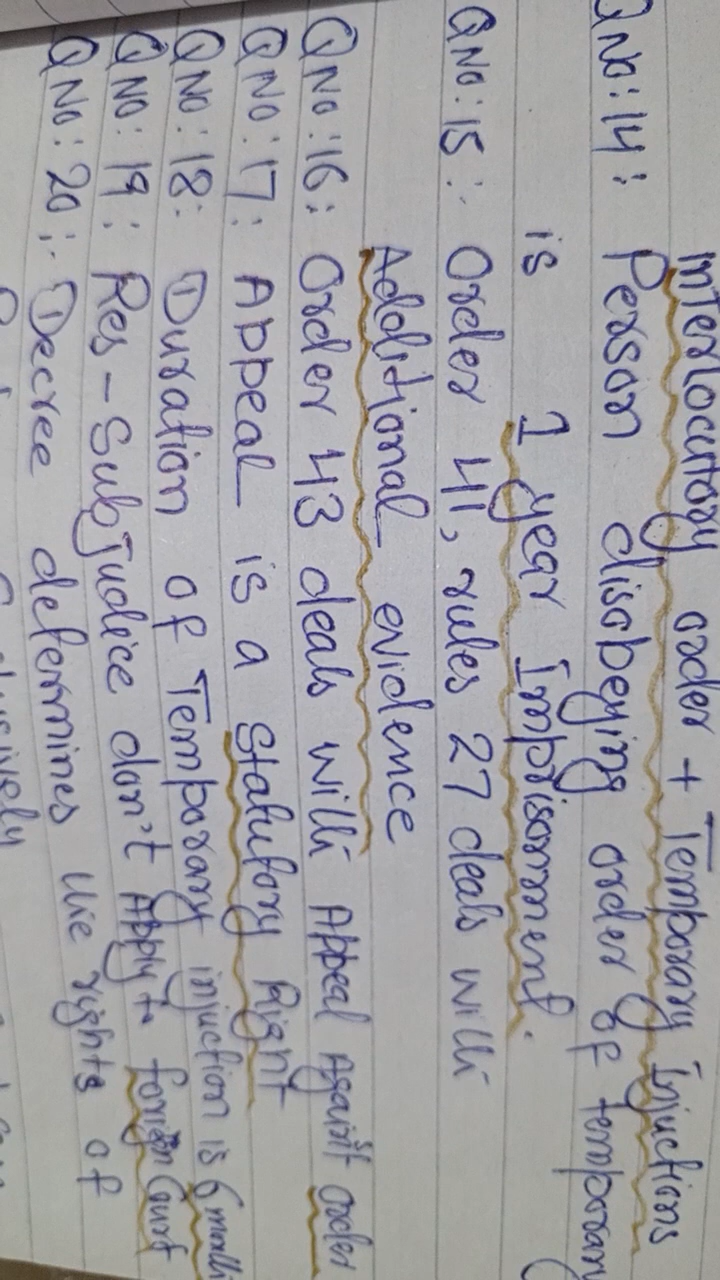 Interlocutory order + Temporary Injuctions
Q No: 14: Person disobeying order of temporary
is 1 year Imprisonment.
Q No: 15: Order 41, rules 27 deals with
Additional evidence
Q No: 16: Order 43 deals with Appeal Against order
Q No: 17: Appeal is a Statutory Right
Q No: 18: Duration of Temporary injuction is 6 month
Q No: 19: Res-Subjudice don't Apply to foreign Court
Q No: 20: Decree determines the rights of